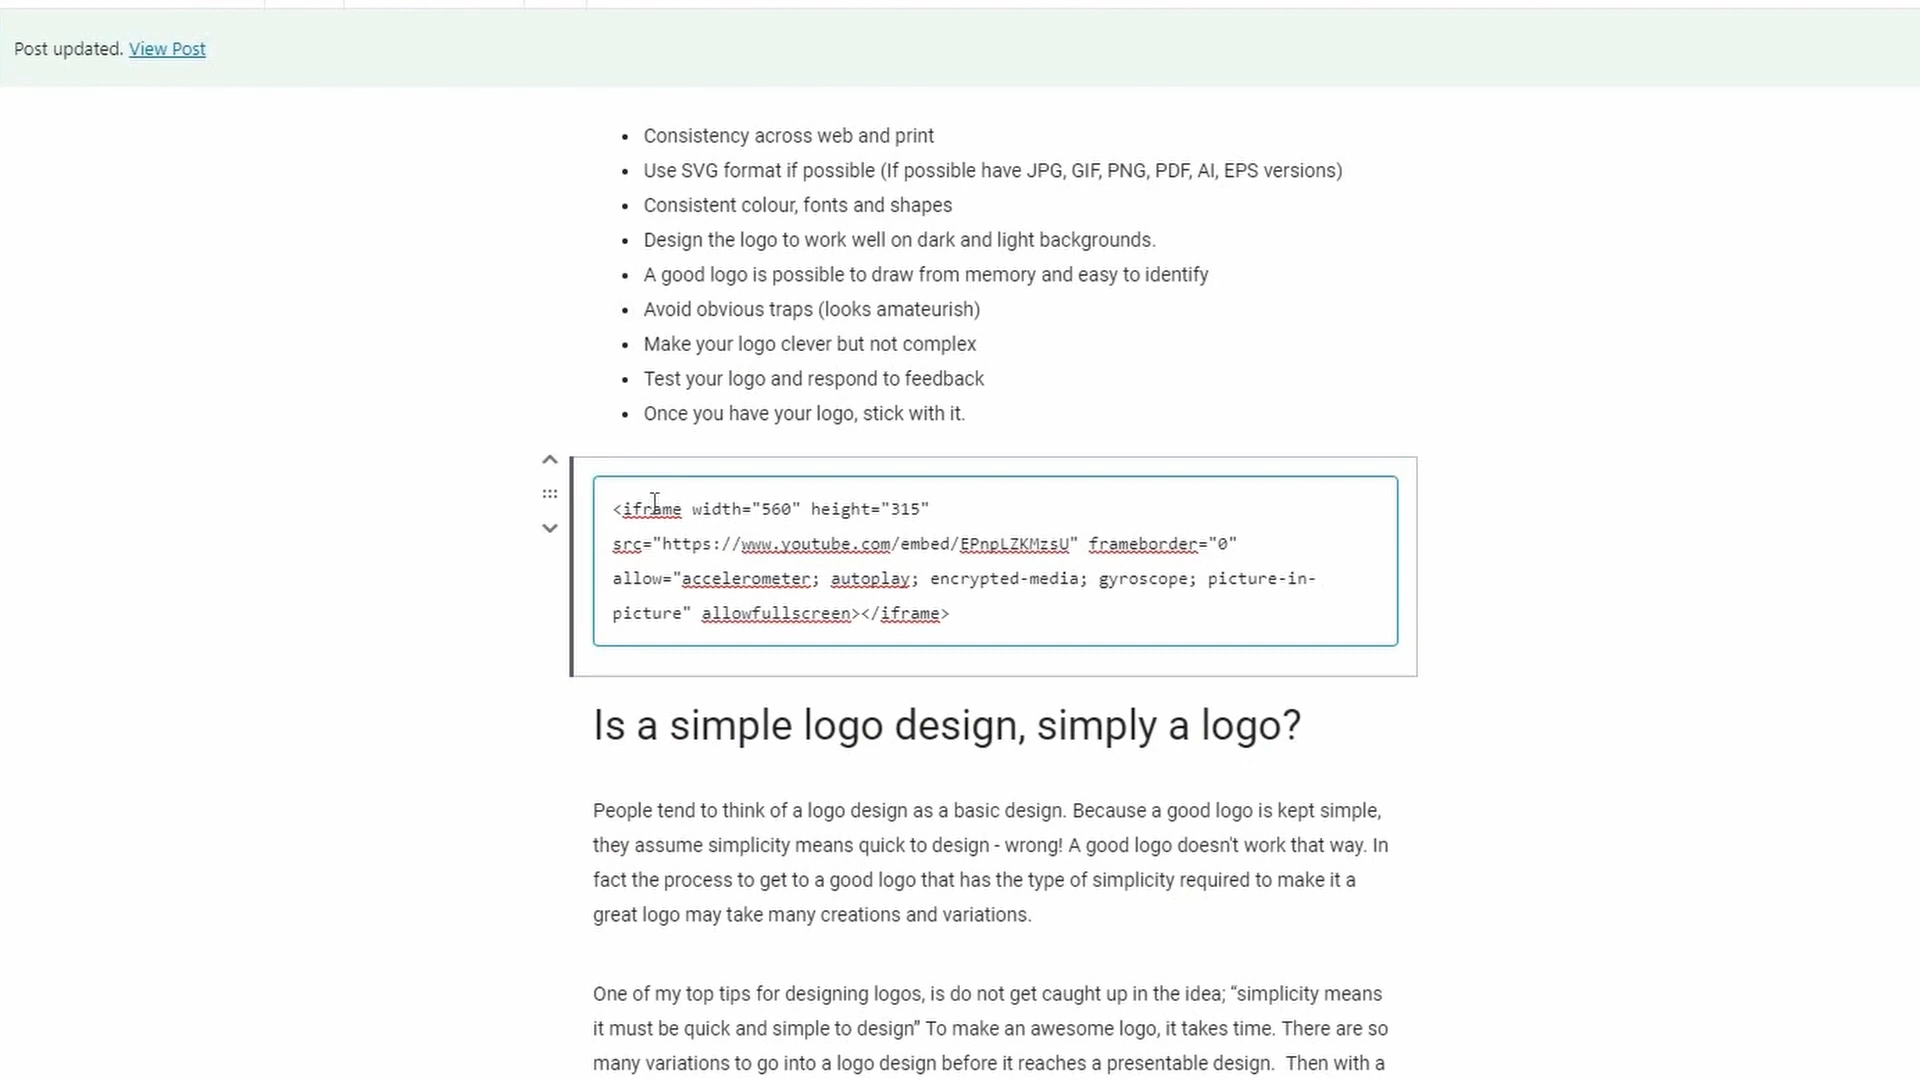 Post updated. View Post
• Consistency across web and print
• Use SVG format if possible (If possible have JPG, GIF, PNG, PDF, AI, EPS versions)
• Consistent colour, fonts and shapes
• Design the logo to work well on dark and light backgrounds.
• A good logo is possible to draw from memory and easy to identify
• Avoid obvious traps (looks amateurish)
• Make your logo clever but not complex
• Test your logo and respond to feedback
• Once you have your logo, stick with it.
<iframe width="560" height="315"
src="https://www.youtube.com/embed/EPnpLZKMzsU" frameborder="0"
allow="accelerometer; autoplay; encrypted-media; gyroscope; picture-in-
picture" allowfullscreen></iframe>
Is a simple logo design, simply a logo?
People tend to think of a logo design as a basic design. Because a good logo is kept simple,
they assume simplicity means quick to design - wrong! A good logo doesn't work that way. In
fact the process to get to a good logo that has the type of simplicity required to make it a
great logo may take many creations and variations.
One of my top tips for designing logos, is do not get caught up in the idea; “simplicity means
it must be quick and simple to design” To make an awesome logo, it takes time. There are so
many variations to go into a logo design before it reaches a presentable design.  Then with a